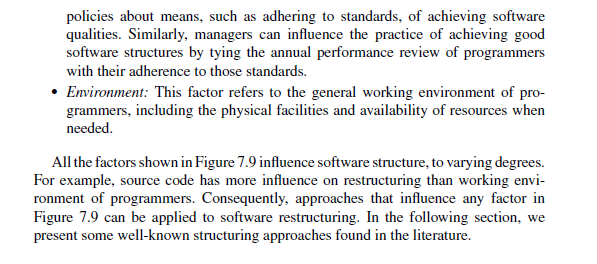 policies about means, such as adhering to standards, of achieving software
qualities. Similarly, managers can influence the practice of achieving good
software structures by tying the annual performance review of programmers
with their adherence to those standards.
• Environment: This factor refers to the general working environment of pro-
grammers, including the physical facilities and availability of resources when
needed.
All the factors shown in Figure 7.9 influence software structure, to varying degrees.
For example, source code has more influence on restructuring than working envi-
ronment of programmers. Consequently, approaches that influence any factor in
Figure 7.9 can be applied to software restructuring. In the following section, we
present some well-known structuring approaches found in the literature.